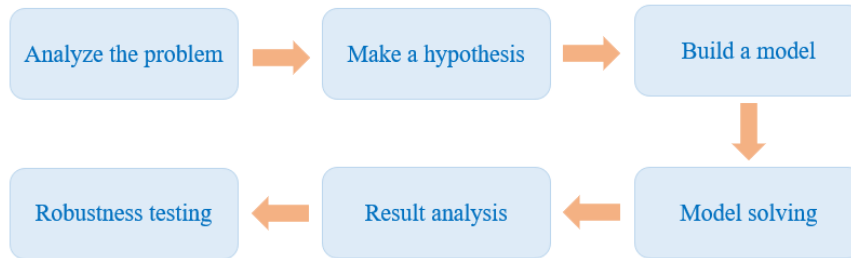 Analyze the problem
Make a hypothesis
Build a model
Model solving
Result analysis
Robustness testing